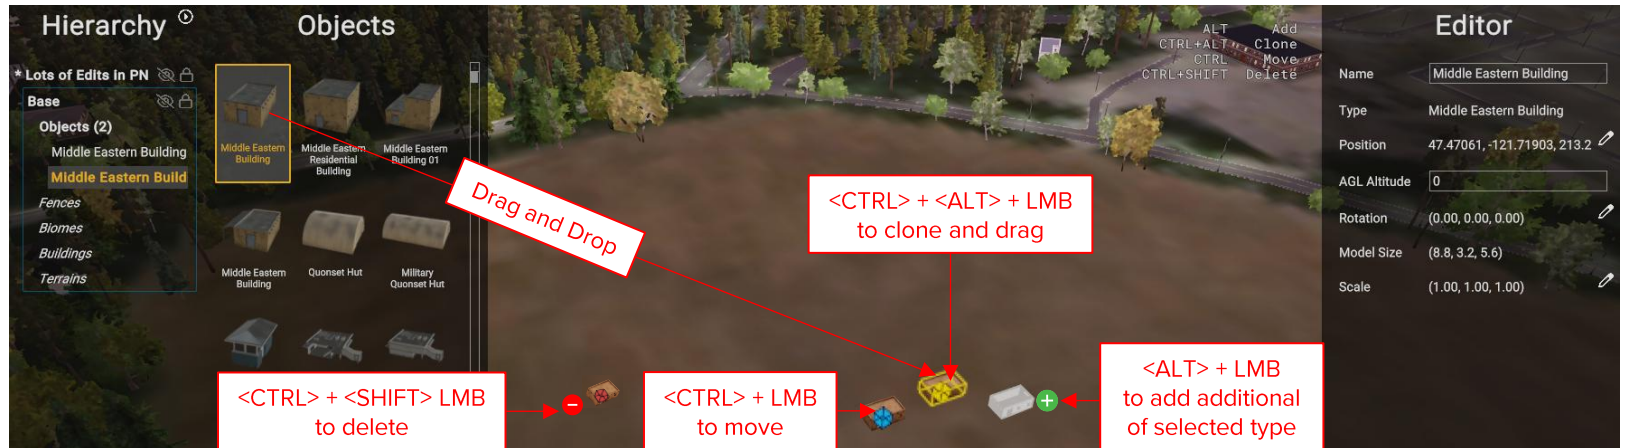 Hierarchy
* Lots of Edits in PN
Base
Objects (2)
Middle Eastern Building
Middle Eastern Build
Fences
Biomes
Buildings
Terrains
Objects
Middle Eastern
Building
Middle Eastern
Residential
Building
Middle Eastern
Building 01
Middle Eastern
Building
Quonset Hut
Military
Quonset Hut
Drag and Drop
ALT Add
CTRL+ALT Clone
CTRL Move
CTRL+SHIFT Delete
<CTRL> + <ALT> + LMB
to clone and drag
<CTRL> + <SHIFT> LMB
to delete
<CTRL> + LMB
to move
<ALT> + LMB
to add additional
of selected type
Editor
Name Middle Eastern Building
Type Middle Eastern Building
Position 47.47061, -121.71903, 213.2
AGL Altitude 0
Rotation (0.00, 0.00, 0.00)
Model Size (8.8, 3.2, 5.6)
Scale (1.00, 1.00, 1.00)